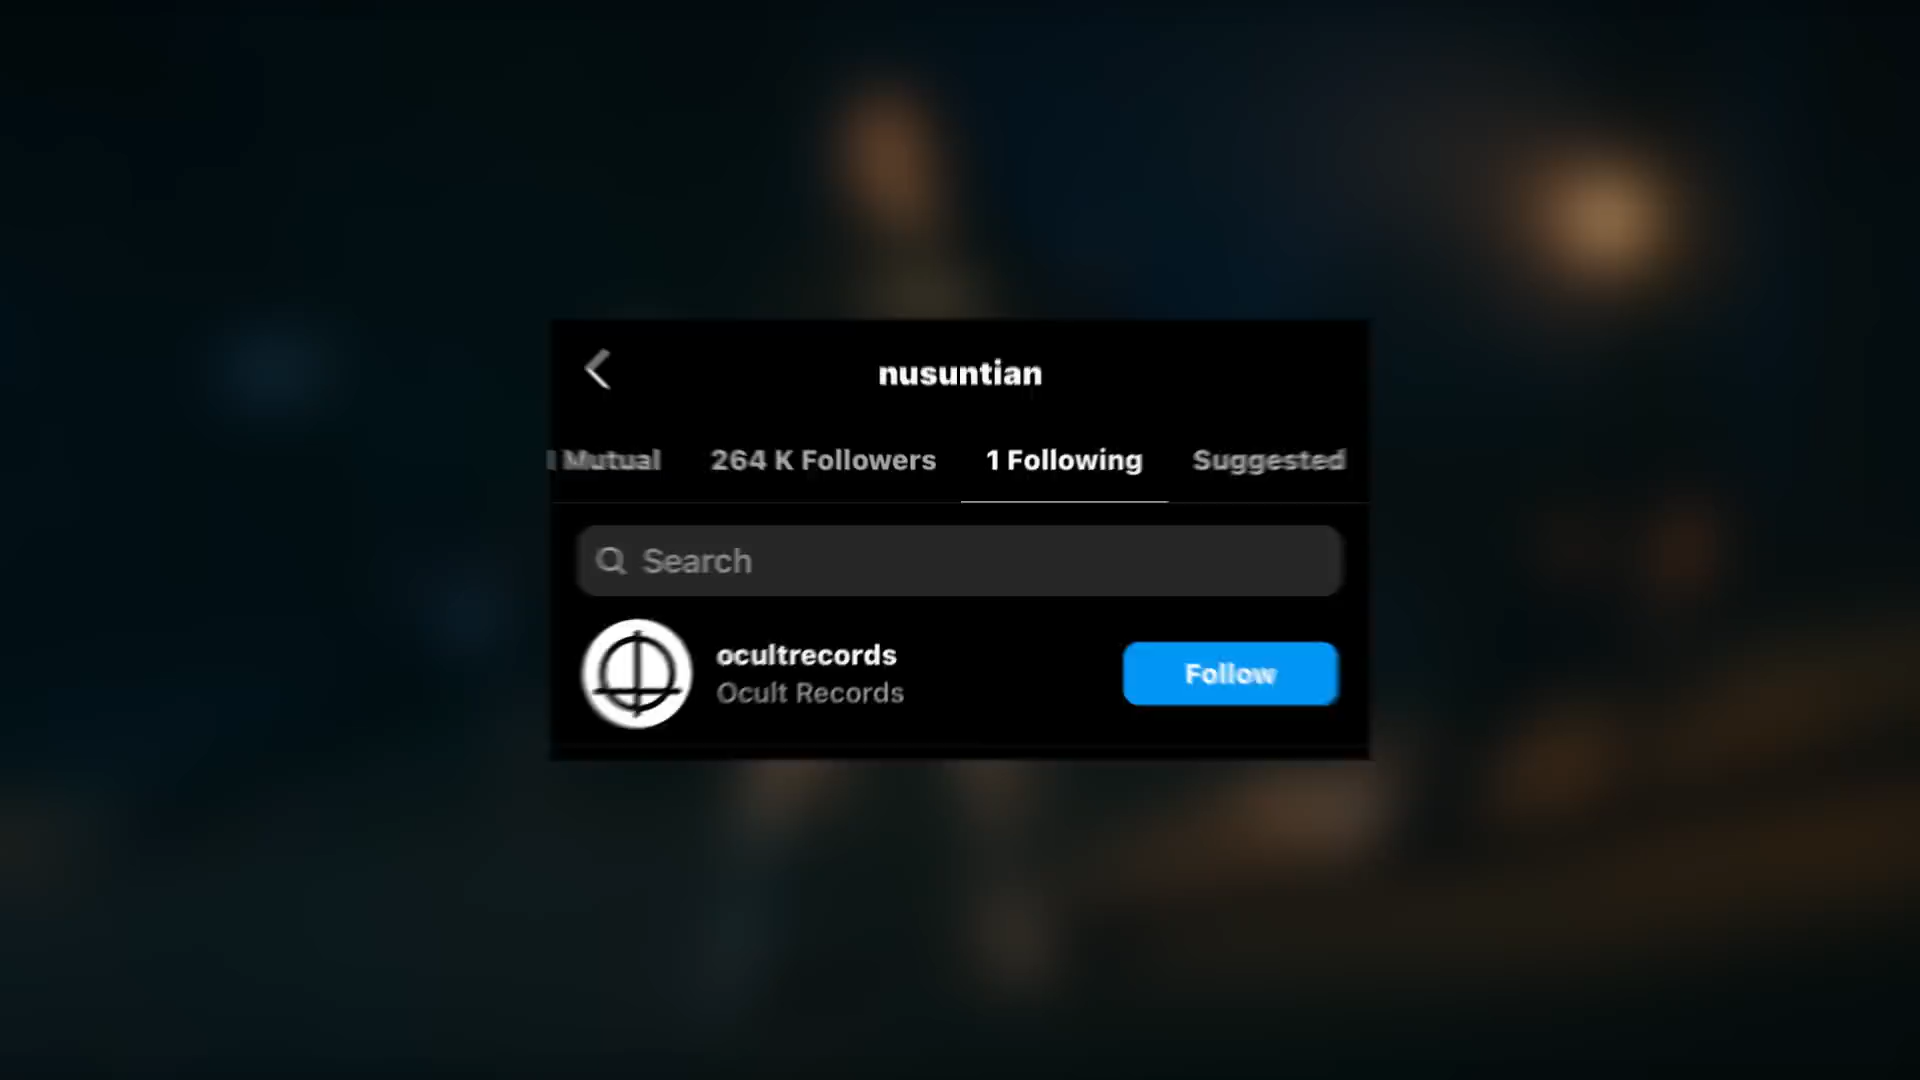 nusuntian
Mutual 264 K Followers 1 Following Suggested
Search
ocultrecords
Ocult Records
Follow